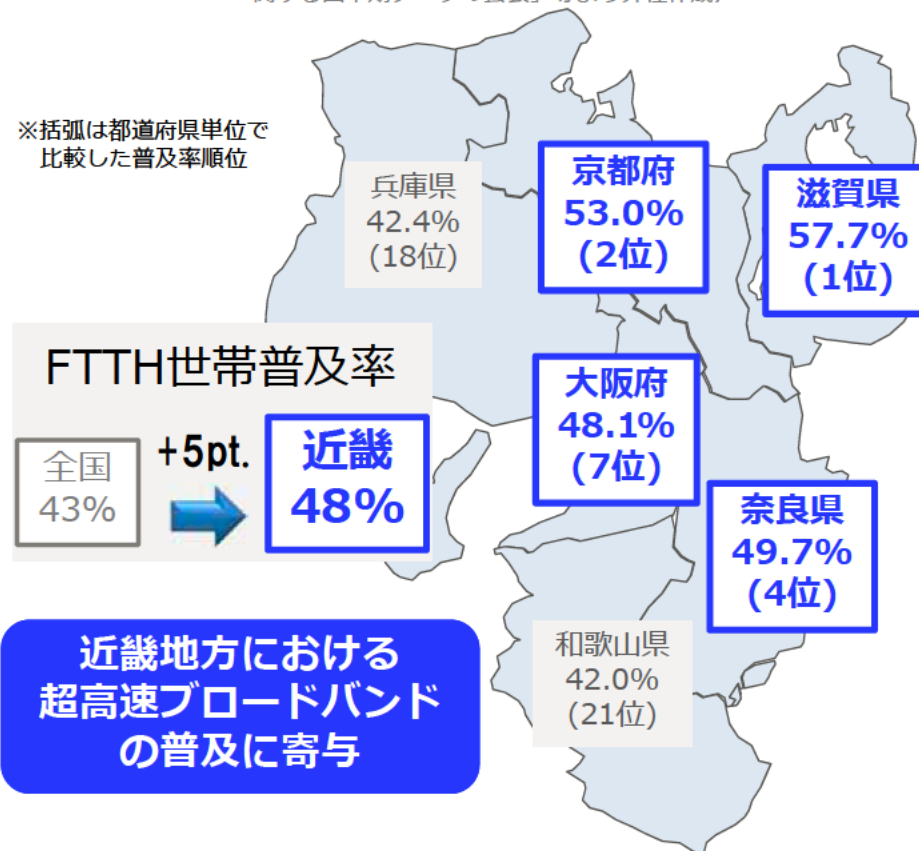 ※括弧は都道府県単位で
比較した普及率順位
兵庫県
42.4%
(18位)
京都府
53.0%
(2位)
滋賀県
57.7%
(1位)
FTTH世帯普及率
全国
43%
+5pt.
近畿
48%
大阪府
48.1%
(7位)
奈良県
49.7%
(4位)
和歌山県
42.0%
(21位)
近畿地方における
超高速ブロードバンド
の普及に寄与